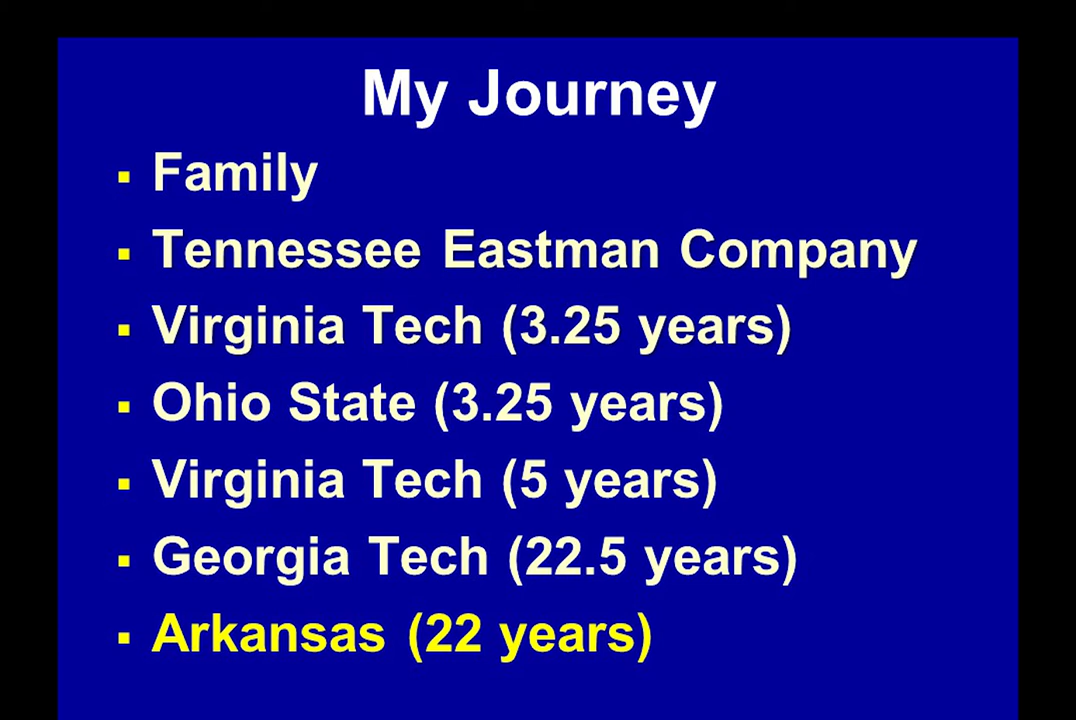 My Journey
▪ Family
▪ Tennessee Eastman Company
▪ Virginia Tech (3.25 years)
▪ Ohio State (3.25 years)
▪ Virginia Tech (5 years)
▪ Georgia Tech (22.5 years)
▪ Arkansas (22 years)